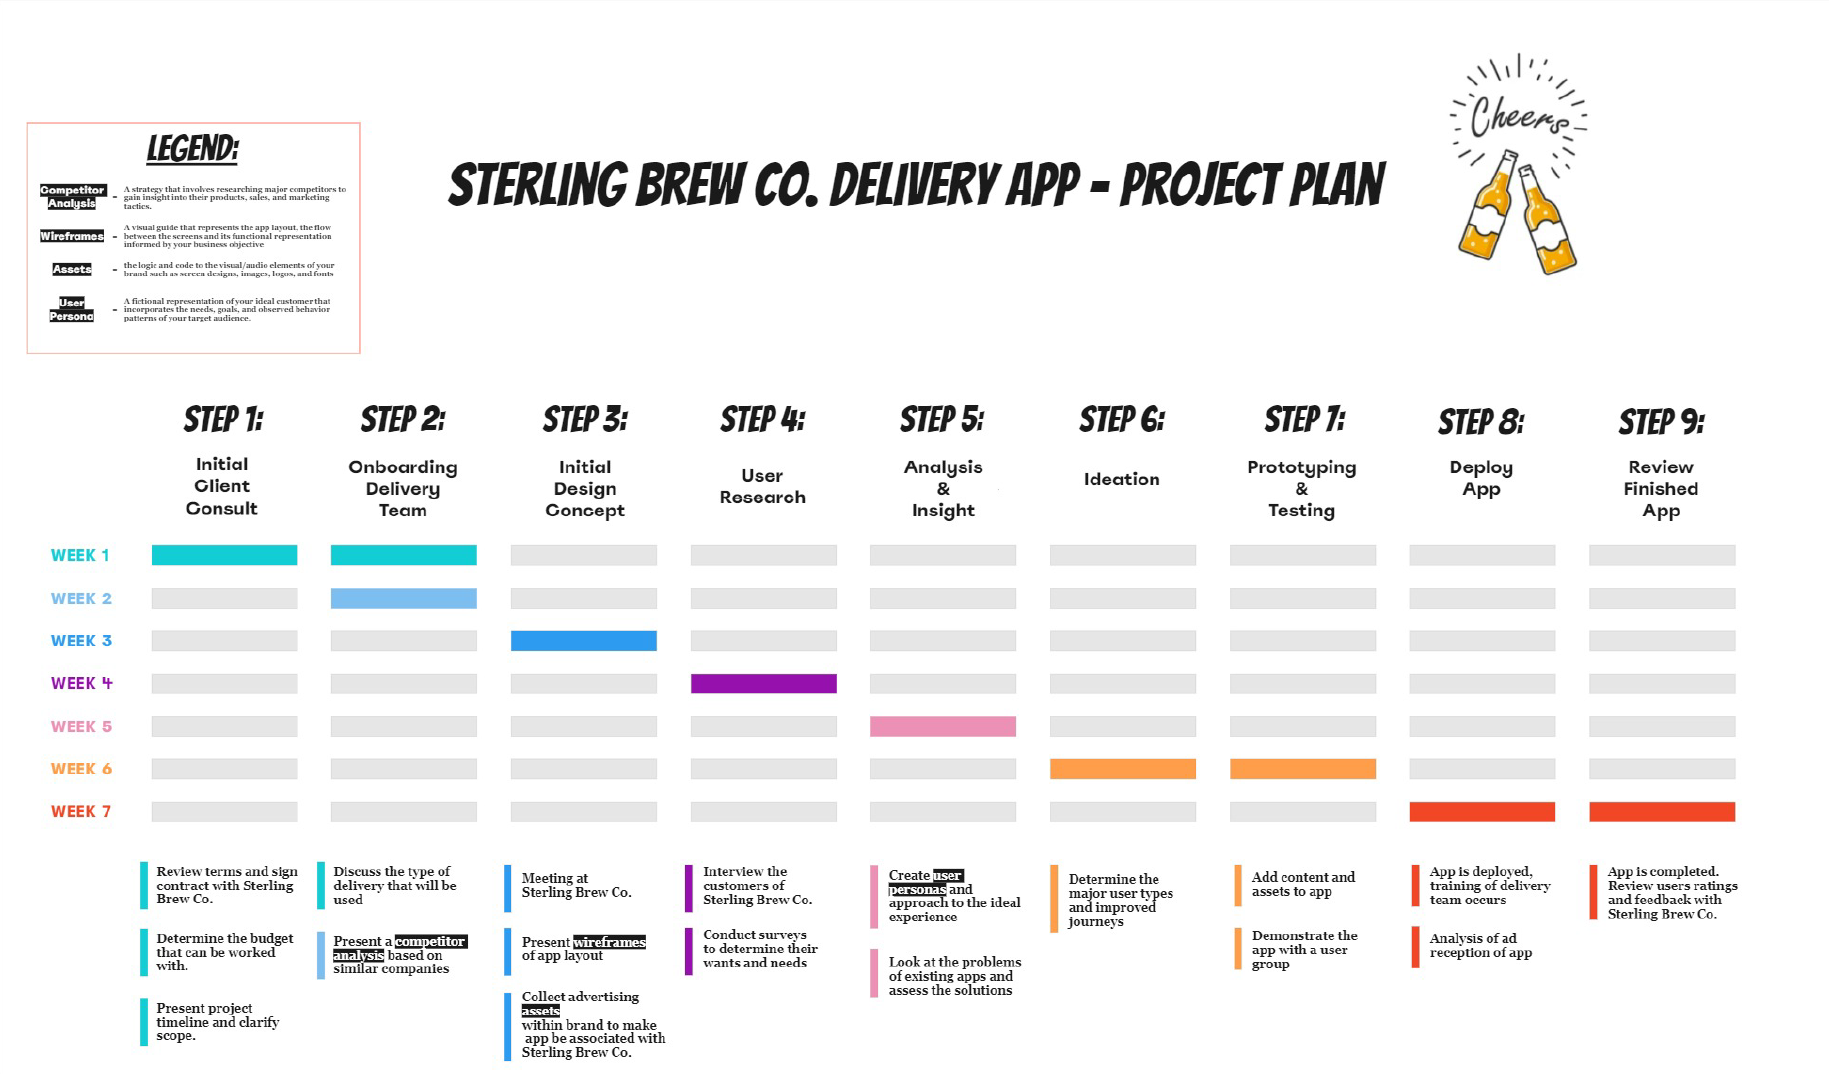 Cheers
LEGEND:
Competitor
Analysis
-
A strategy that involves researching major competitors to
gain insight into their products, sales, and marketing
tactics.
Wireframes
-
A visual guide that represents the app layout, the flow
between the screens and its functional representation
informed by your business objective
Assets
-
the logic and code to the visual/audio elements of your
brand such as screen designs, images, logos, and fonts
User
Persona
-
A fictional representation of your ideal customer that
incorporates the needs, goals, and observed behavior
patterns of your target audience.
STERLING BREW CO. DELIVERY APP - PROJECT PLAN
STEP 1:
Initial
Client
Consult
STEP 2:
Onboarding
Delivery
Team
STEP 3:
Initial
Design
Concept
STEP 4:
User
Research
STEP 5:
Analysis
&
Insight
STEP 6:
Ideation
STEP 7:
Prototyping
&
Testing
STEP 8:
Deploy
App
STEP 9:
Review
Finished
App
WEEK 1
WEEK 2
WEEK 3
WEEK 4
WEEK 5
WEEK 6
WEEK 7
Review terms and sign
contract with Sterling
Brew Co.
Determine the budget
that can be worked
with.
Present project
timeline and clarify
scope.
Discuss the type of
delivery that will be
used
Present a competitor
analysis based on
similar companies
Meeting at
Sterling Brew Co.
Present wireframes
of app layout
Collect advertising
assets
within brand to make
app be associated with
Sterling Brew Co.
Interview the
customers of
Sterling Brew Co.
Conduct surveys
to determine their
wants and needs
Create user
personas and
approach to the ideal
experience
Look at the problems
of existing apps and
assess the solutions
Determine the
major user types
and improved
journeys
Add content and
assets to app
Demonstrate the
app with a user
group
App is deployed,
training of delivery
team occurs
Analysis of ad
reception of app
App is completed.
Review users ratings
and feedback with
Sterling Brew Co.